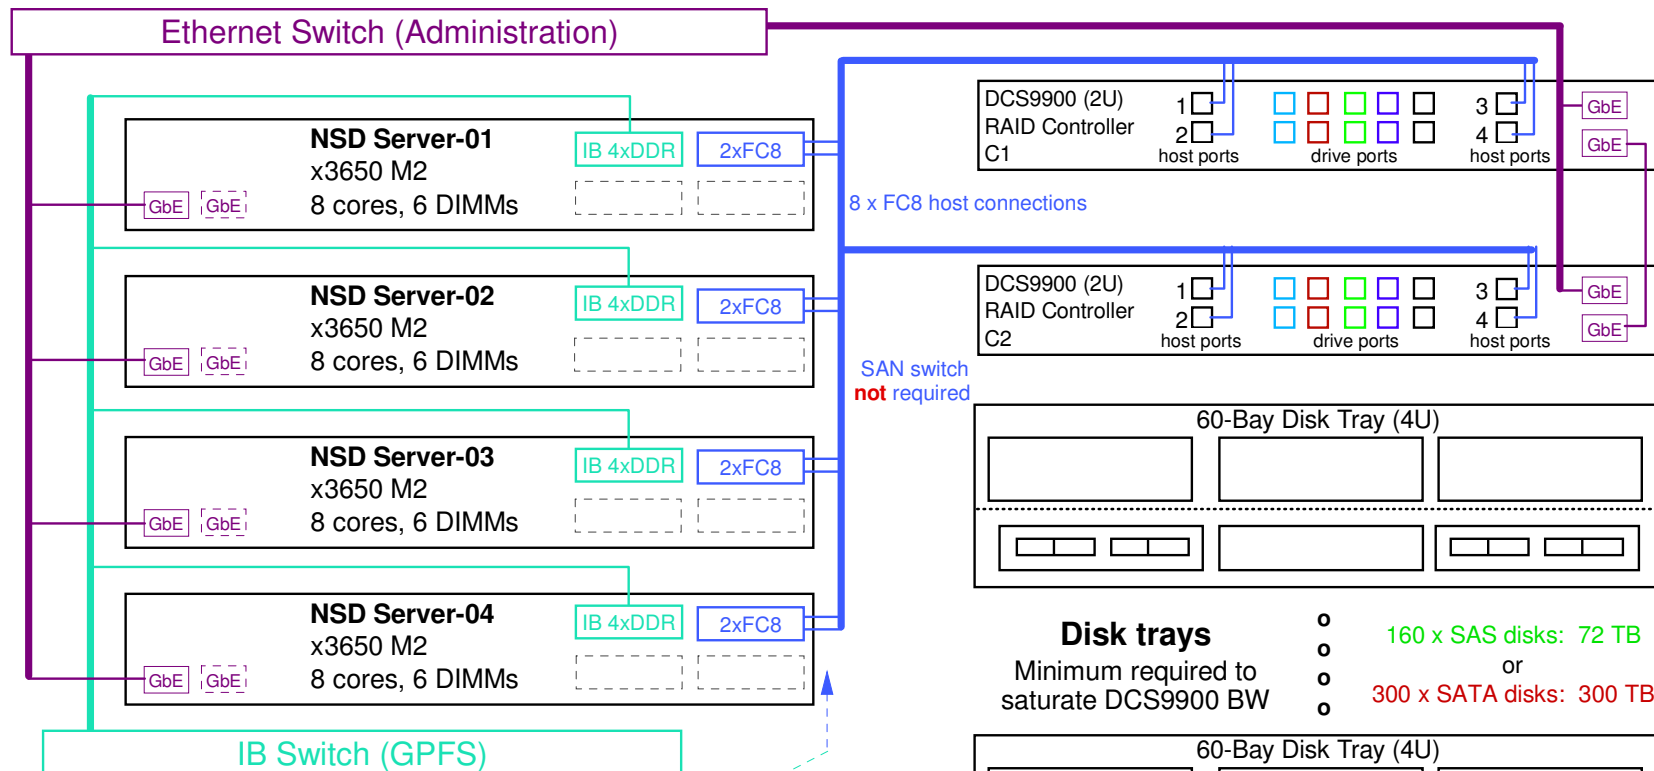 Ethernet Switch (Administration)
NSD Server-01
x3650 M2
8 cores, 6 DIMMs
GbE
GbE
IB 4xDDR
2xFC8
NSD Server-02
x3650 M2
8 cores, 6 DIMMs
GbE
GbE
IB 4xDDR
2xFC8
NSD Server-03
x3650 M2
8 cores, 6 DIMMs
GbE
GbE
IB 4xDDR
2xFC8
NSD Server-04
x3650 M2
8 cores, 6 DIMMs
GbE
GbE
IB 4xDDR
2xFC8
IB Switch (GPFS)
8 x FC8 host connections
SAN switch
not required
DCS9900 (2U)
RAID Controller
C1
1
2
host ports
drive ports
3
4
host ports
GbE
GbE
DCS9900 (2U)
RAID Controller
C2
1
2
host ports
drive ports
3
4
host ports
GbE
GbE
60-Bay Disk Tray (4U)
Disk trays
Minimum required to
saturate DCS9900 BW
o
o
o
o
160 x SAS disks: 72 TB
or
300 x SATA disks: 300 TB
60-Bay Disk Tray (4U)